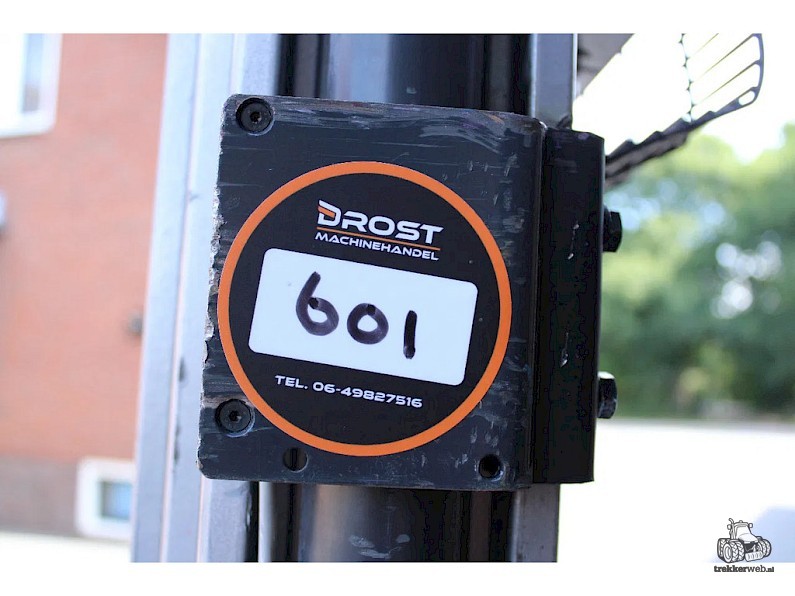 DROST
MACHINEHANDEL
601
TEL. 06-49827516
trekkerweb.nl